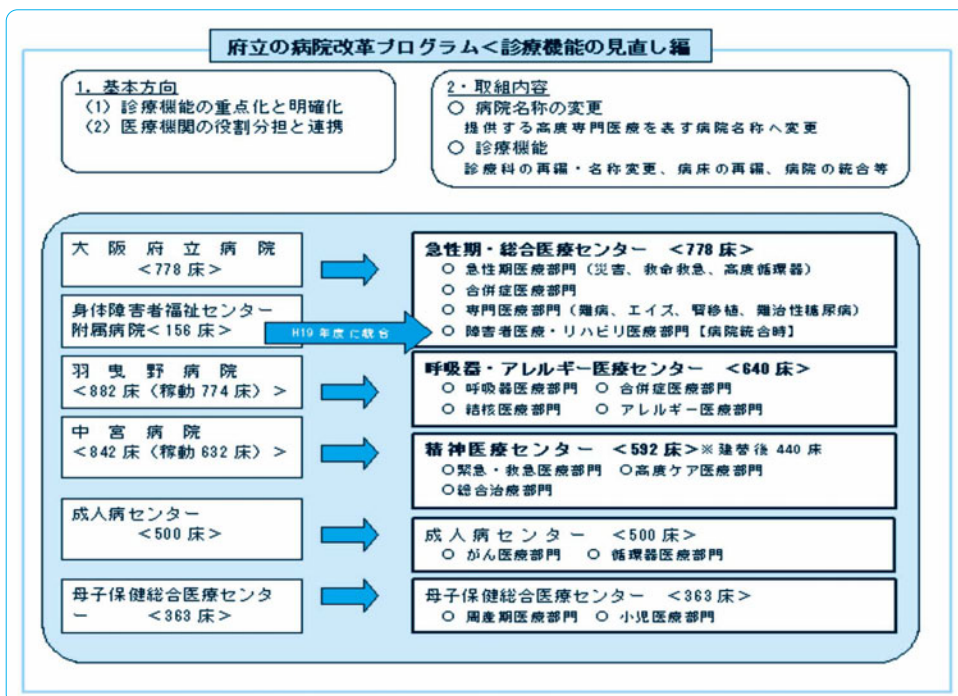 府立の病院改革プログラム＜診療機能の見直し編
1．基本方向
(1) 診療機能の重点化と明確化
(2) 医療機関の役割分担と連携
2・取組内容
○ 病院名称の変更
提供する高度専門医療を表す病院名称へ変更
○ 診療機能
診療科の再編・名称変更、病床の再編、病院の統合等
大阪府立病院
＜778床＞
急性期・総合医療センター ＜778床＞
○ 急性期医療部門（災害、救命救急、高度循環器）
○ 合併症医療部門
○ 専門医療部門（難病、エイズ、腎移植、難治性糖尿病）
○ 障害者医療・リハビリ医療部門【病院統合時】
身体障害者福祉センター
附属病院＜156床＞
H19年度に統合
羽曳野病院
＜882床（稼動774床）＞
呼吸器・アレルギー医療センター ＜640床＞
○ 呼吸器医療部門 ○ 合併症医療部門
○ 結核医療部門 ○ アレルギー医療部門
中宮病院
＜842床（稼動632床）＞
精神医療センター ＜592床＞※建替後440床
○緊急・救急医療部門 ○高度ケア医療部門
○総合治療部門
成人病センター
＜500床＞
成人病センター ＜500床＞
○ がん医療部門 ○ 循環器医療部門
母子保健総合医療センタ
ー ＜363床＞
母子保健総合医療センター ＜363床＞
○ 周産期医療部門 ○ 小児医療部門